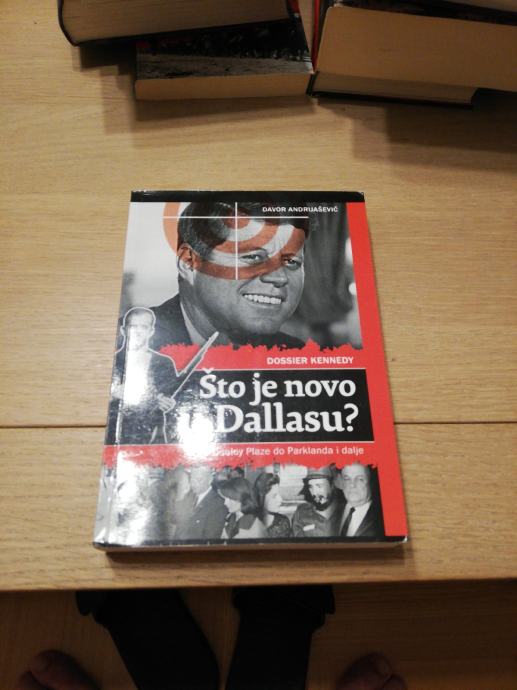 DAVOR ANDRIJAŠEVIĆ
DOSSIER KENNEDY
Što je novo
u Dallasu?
Plaze do Parklanda i dalje